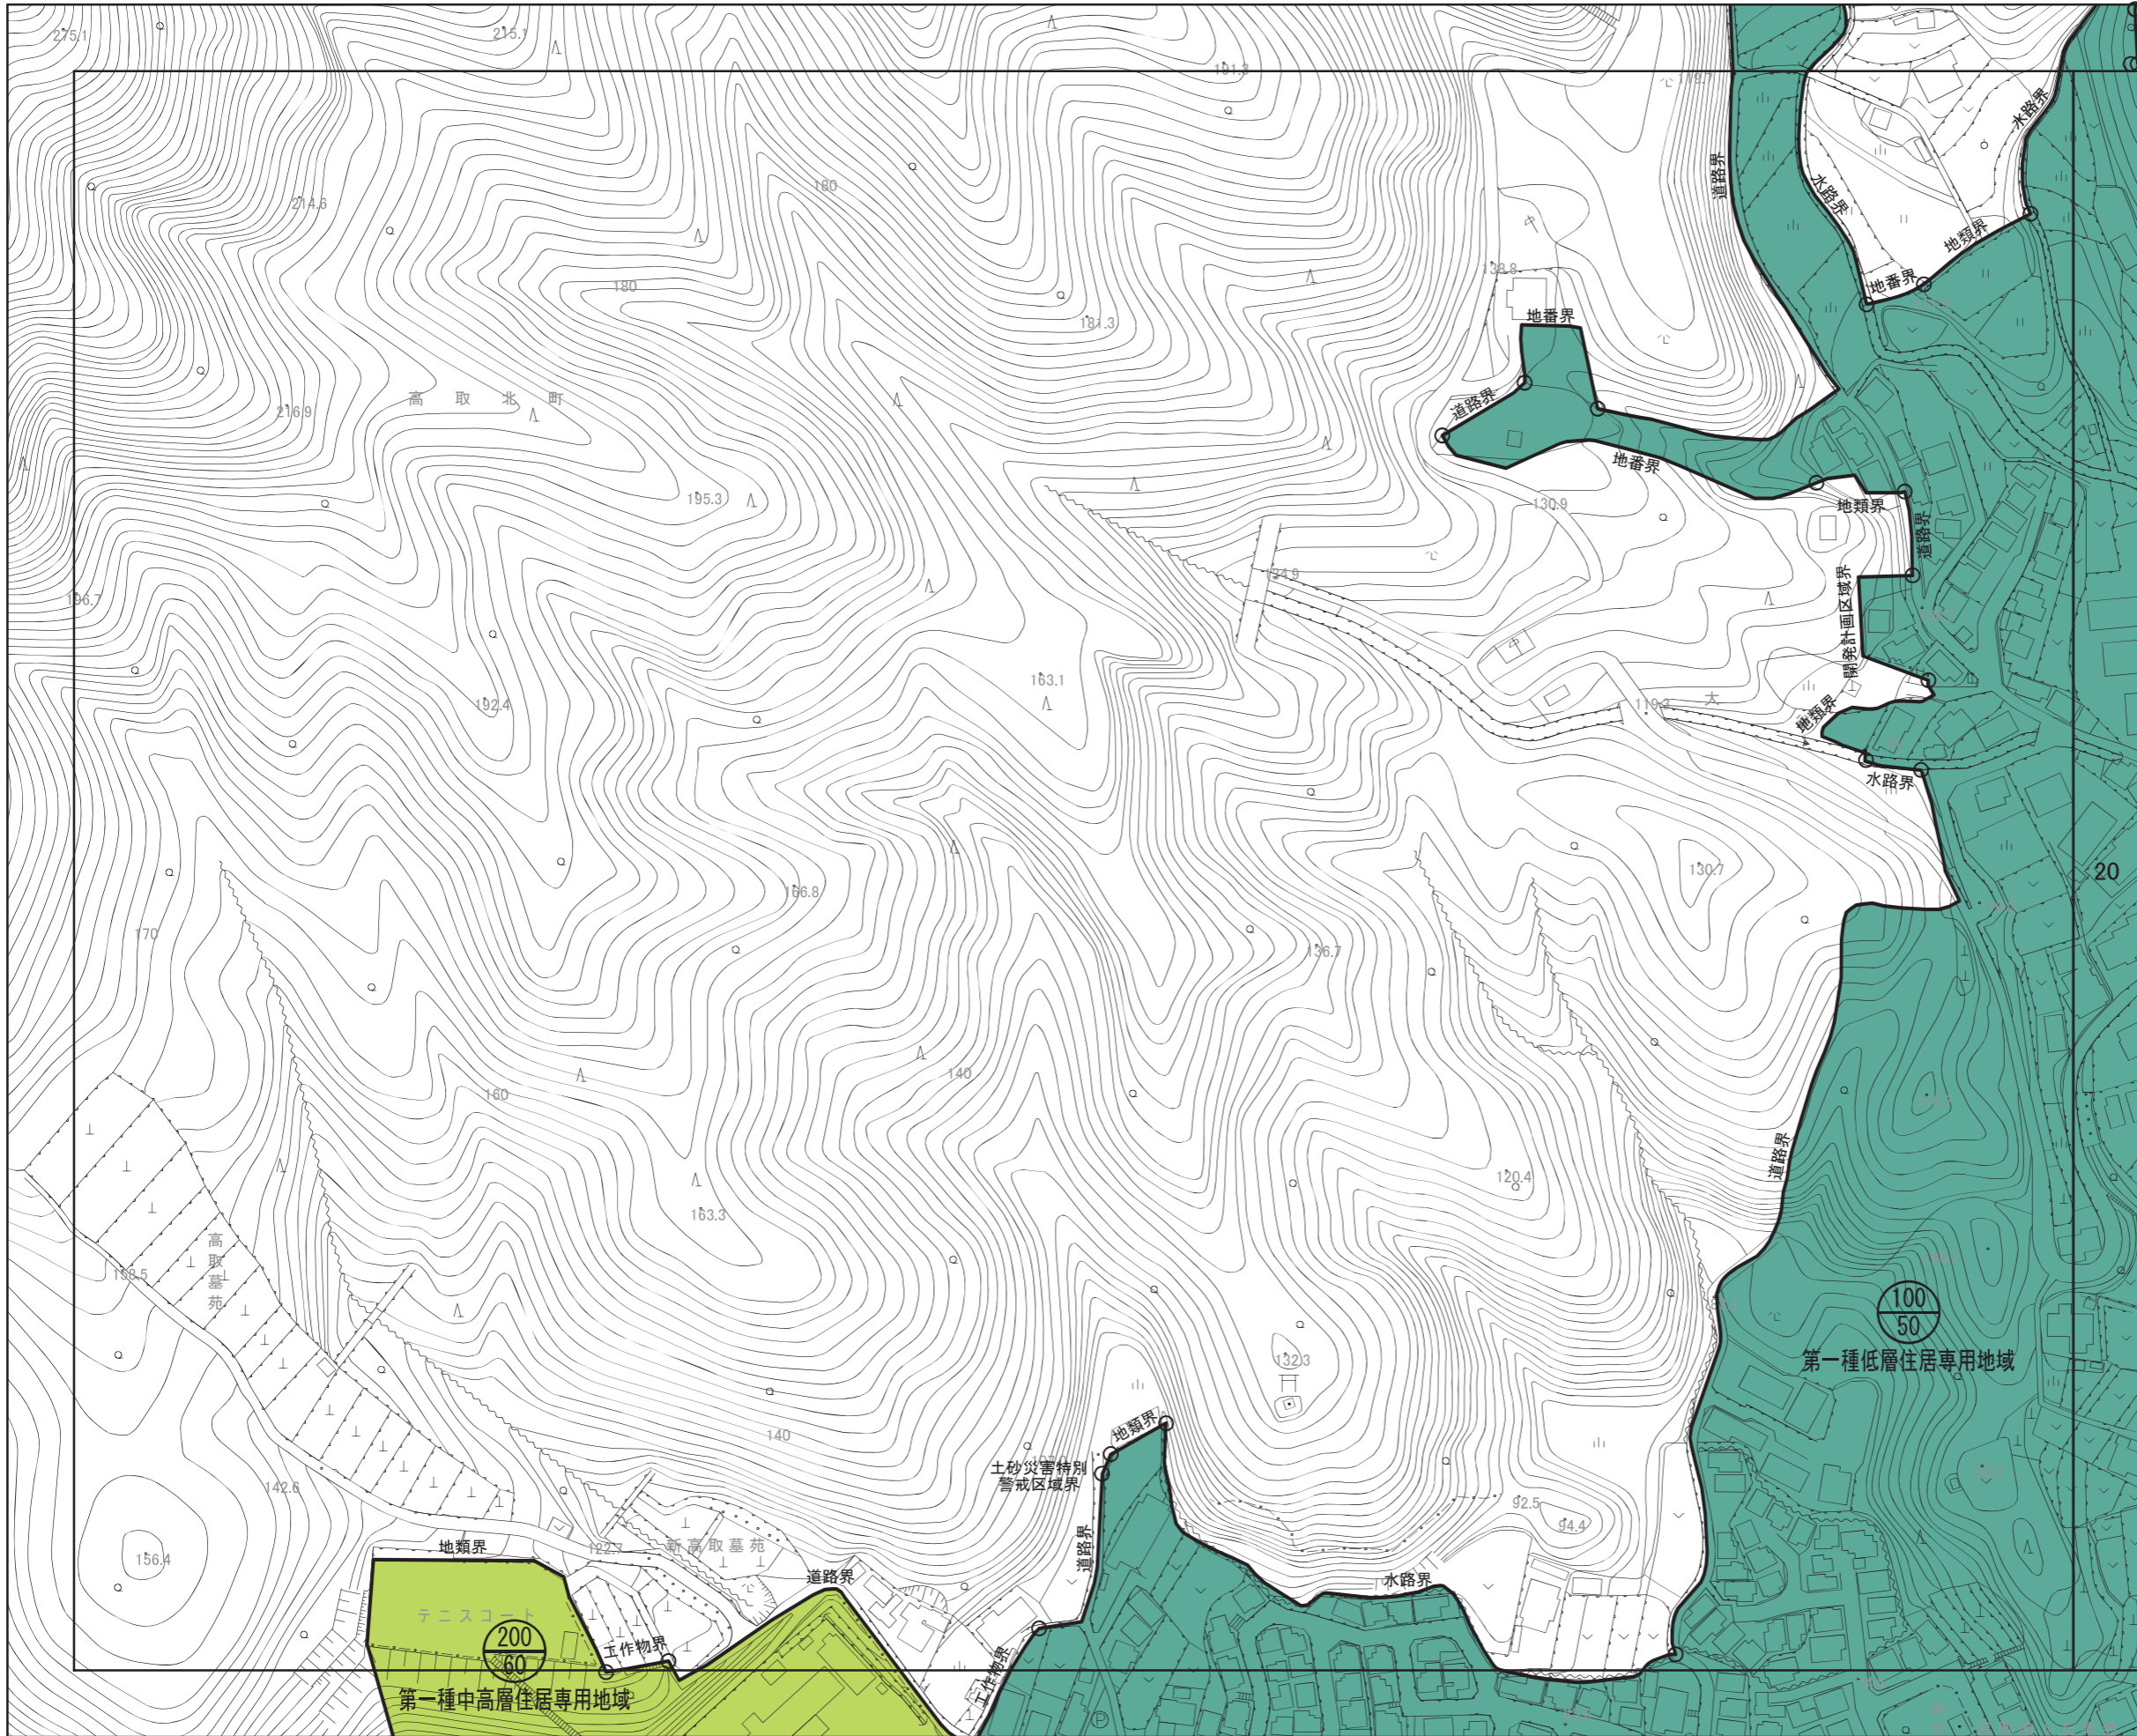 275.1
215.1
191.3
119.7
水路界
道路界
180
214.6
水路界
地類界
138.8
地番界
180
181.3
地番界
道路界
高取北町
216.9
地番界
195.3
地類界
130.9
道路界
134.9
196.7
開発計画区域界
163.1
192.4
大
119.2
地類界
水路界
130.7
20
166.8
170
136.7
140
160
道路界
120.4
163.3
高取墓苑
158.5
100
50
第一種低層住居専用地域
132.3
地類界
140
土砂災害特別
警戒区域界
142.6
92.5
94.4
道路界
地類界
122.7
新高取墓苑
156.4
道路界
水路界
テニスコート
200
60
工作物界
工作物界
第一種中高層住居専用地域
P